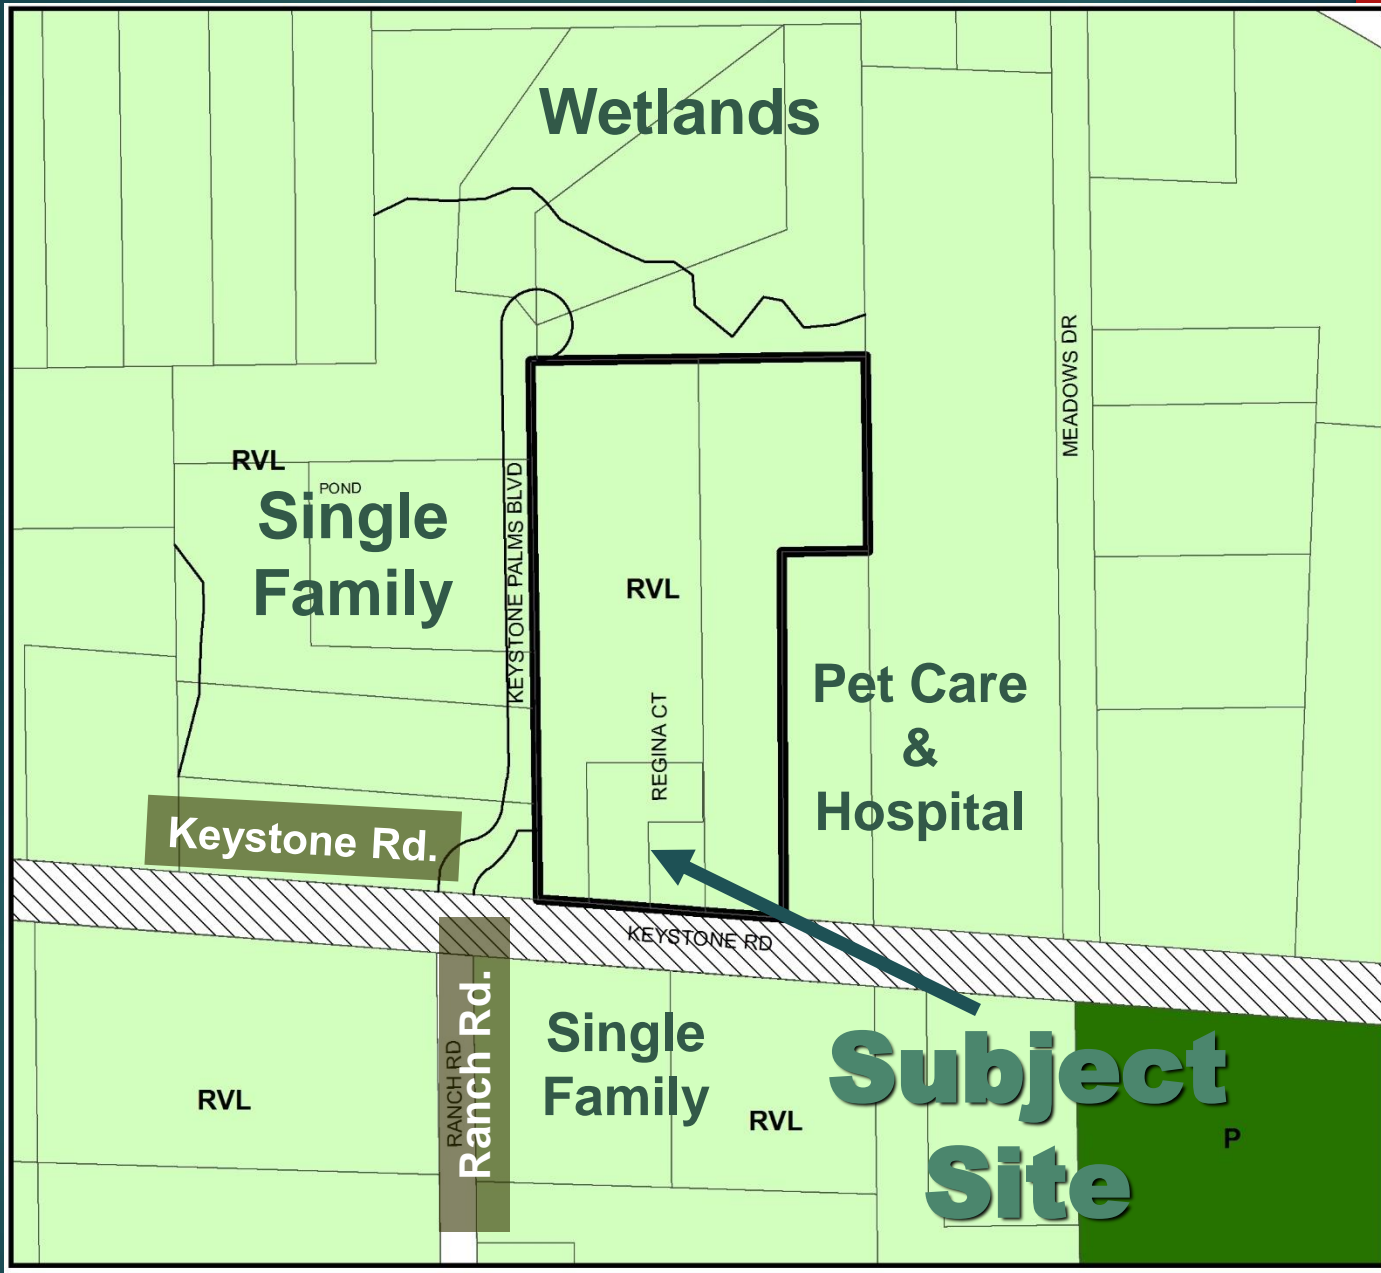 Wetlands
MEADOWS DR
RVL
POND
Single
Family
KEYSTONE PALMS BLVD
RVL
REGINA CT
Pet Care
&
Hospital
Keystone Rd.
KEYSTONE RD
RANCH RD
Ranch Rd.
Single
Family
RVL
RVL
Subject
Site
P